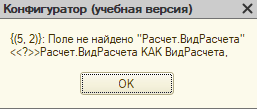 Конфигуратор (учебная версия)
{(5, 2)}: Поле не найдено "Расчет.ВидРасчета"
<<?>>Расчет.ВидРасчета КАК ВидРасчета,
OK